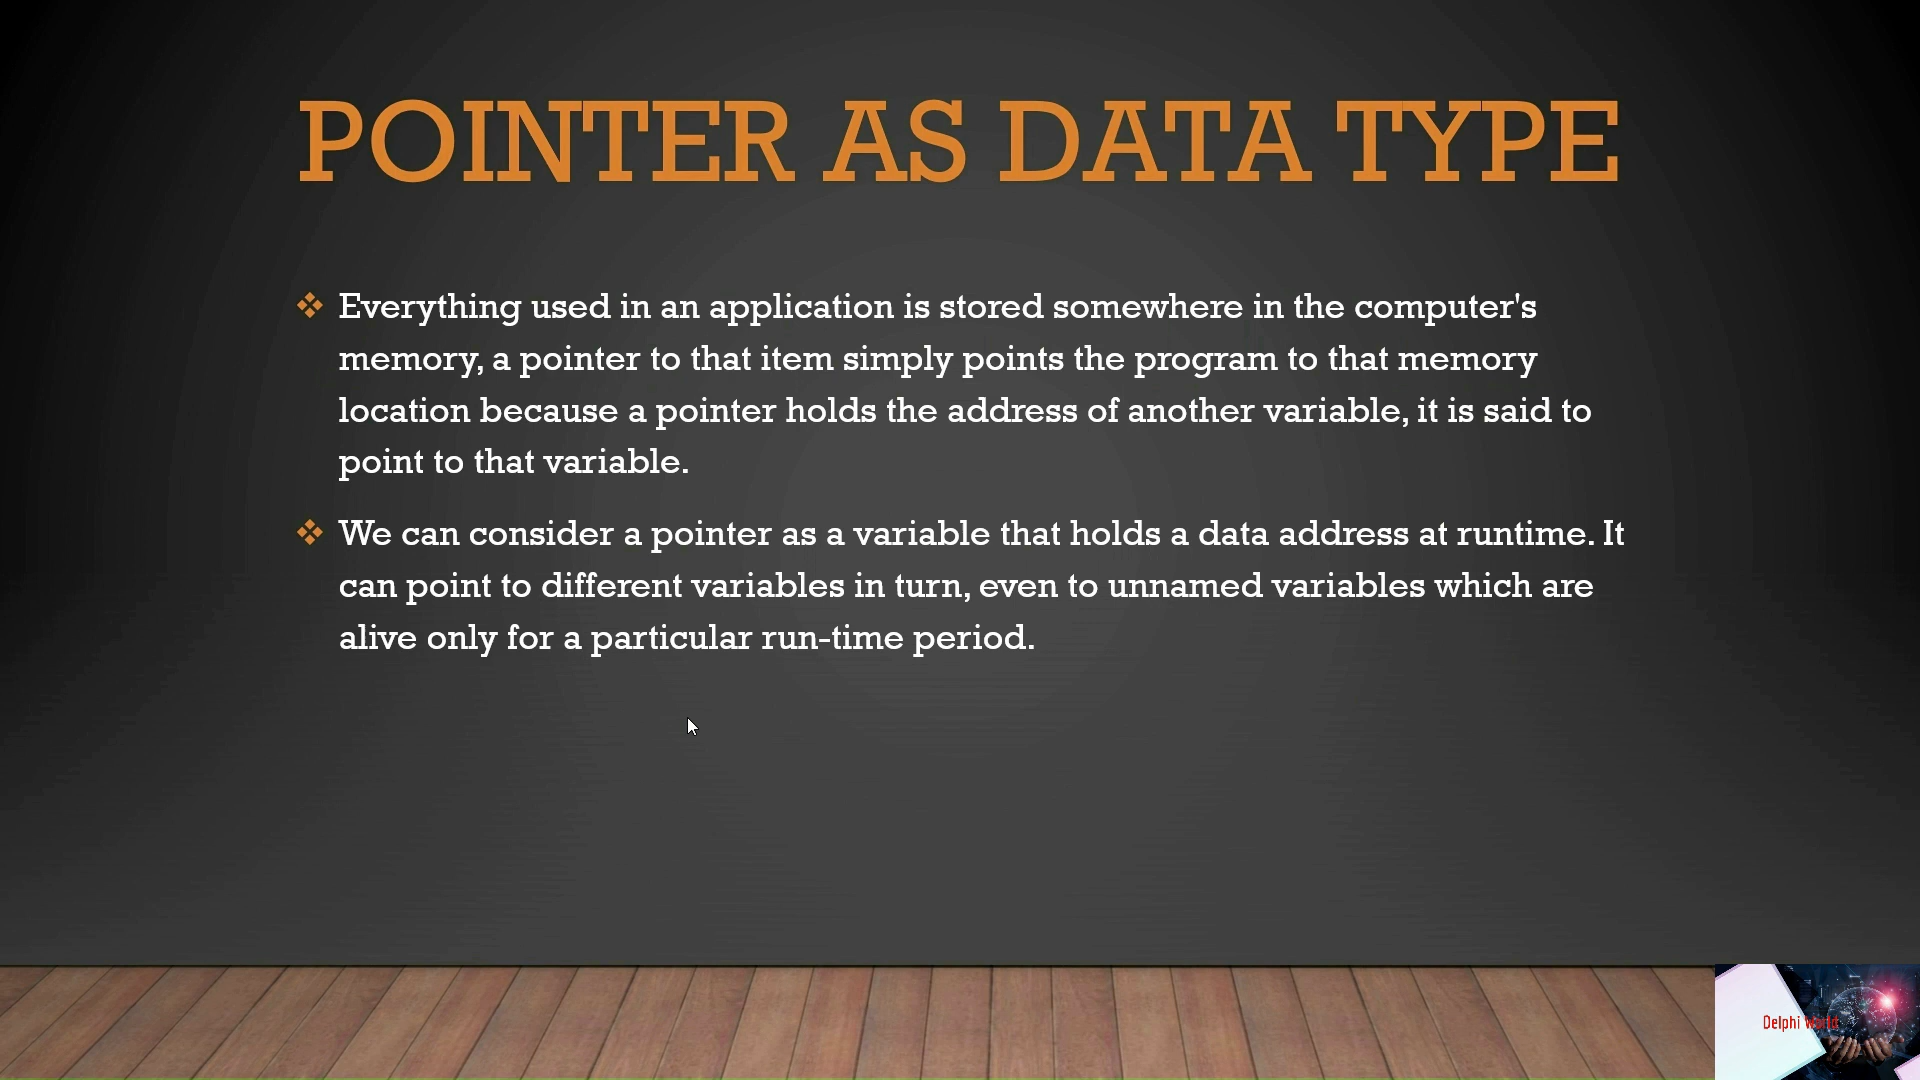 POINTER AS DATA TYPE
Everything used in an application is stored somewhere in the computer's
memory, a pointer to that item simply points the program to that memory
location because a pointer holds the address of another variable, it is said to
point to that variable.
We can consider a pointer as a variable that holds a data address at runtime. It
can point to different variables in turn, even to unnamed variables which are
alive only for a particular run-time period.
Delphi World